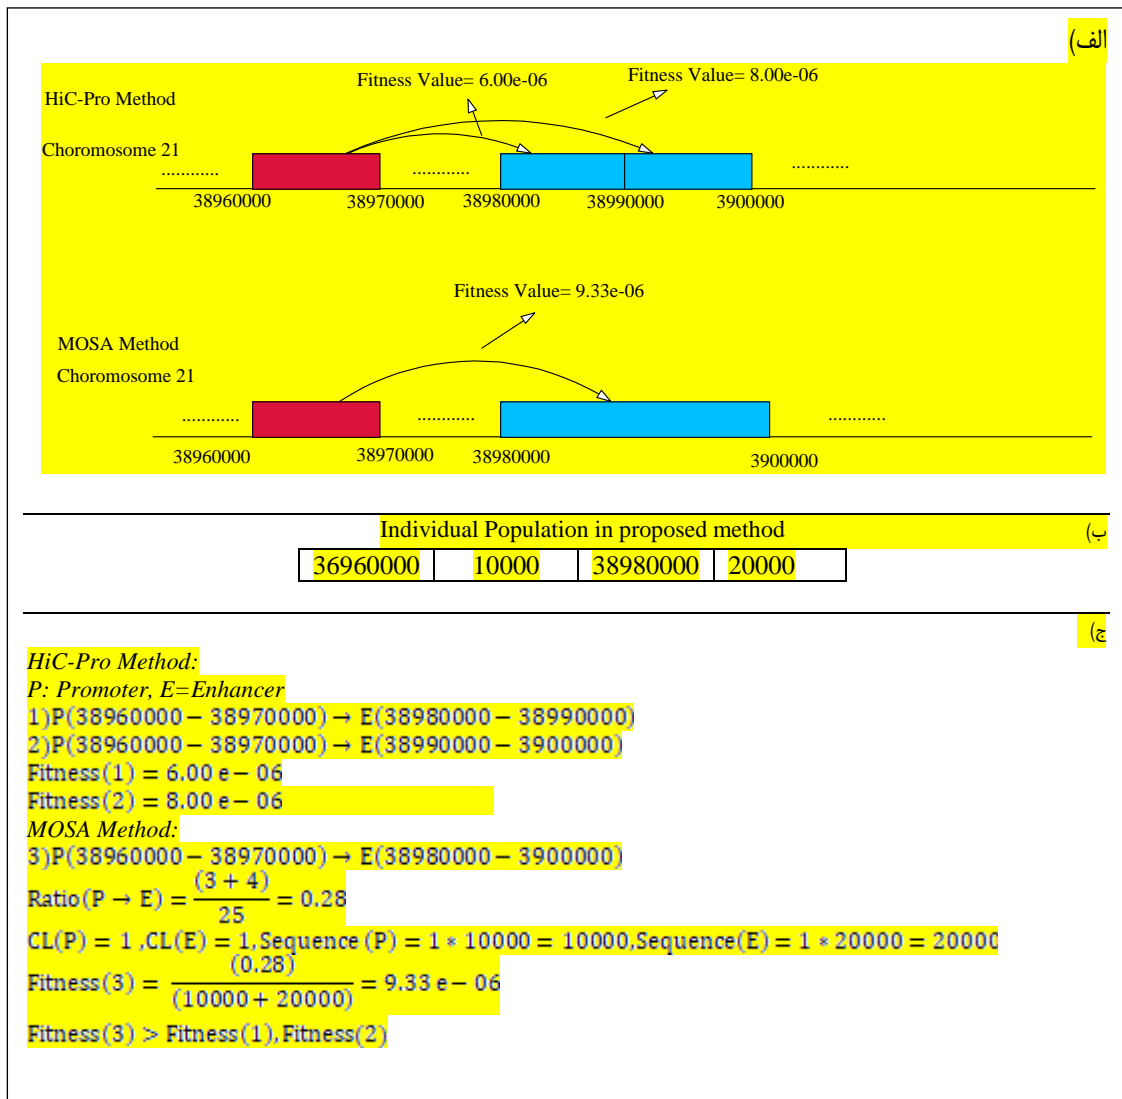 الف)
Fitness Value= 6.00e-06
Fitness Value= 8.00e-06
HiC-Pro Method
Choromosome 21
............ ............ ............
38960000 38970000 38980000 38990000 3900000
Fitness Value= 9.33e-06
MOSA Method
Choromosome 21
............ ............ ............
38960000 38970000 38980000 3900000
ب)
Individual Population in proposed method
36960000 10000 38980000 20000
ج)
HiC-Pro Method:
P: Promoter, E=Enhancer
1)P(38960000 − 38970000) → E(38980000 − 38990000)
2)P(38960000 − 38970000) → E(38990000 − 3900000)
Fitness(1) = 6.00 e − 06
Fitness(2) = 8.00 e − 06
MOSA Method:
3)P(38960000 − 38970000) → E(38980000 − 3900000)
Ratio(P → E) = (3 + 4) / 25 = 0.28
CL(P) = 1 ,CL(E) = 1,Sequence (P) = 1 * 10000 = 10000,Sequence(E) = 1 * 20000 = 20000
Fitness(3) = (0.28) / (10000 + 20000) = 9.33 e − 06
Fitness(3) > Fitness(1),Fitness(2)